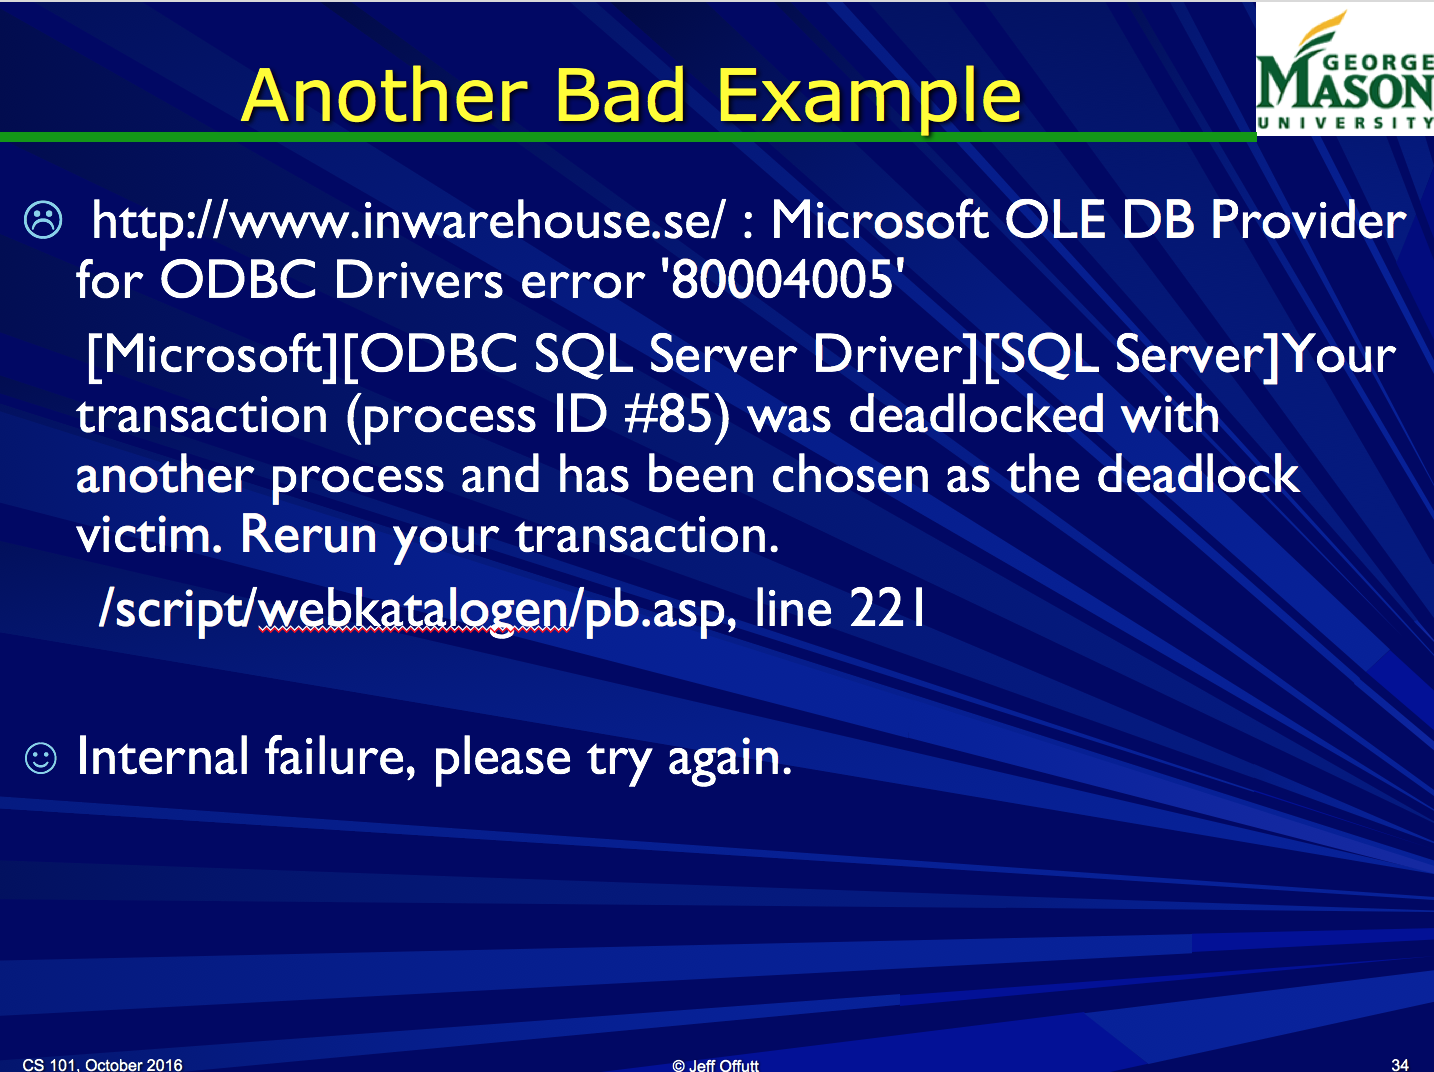 Another Bad Example
GEORGE
MASON
UNIVERSITY
http://www.inwarehouse.se/ : Microsoft OLE DB Provider
for ODBC Drivers error '80004005'
[Microsoft][ODBC SQL Server Driver][SQL Server]Your
transaction (process ID #85) was deadlocked with
another process and has been chosen as the deadlock
victim. Rerun your transaction.
/script/webkatalogen/pb.asp, line 221
Internal failure, please try again.
CS 101, October 2016
© Jeff Offutt
34